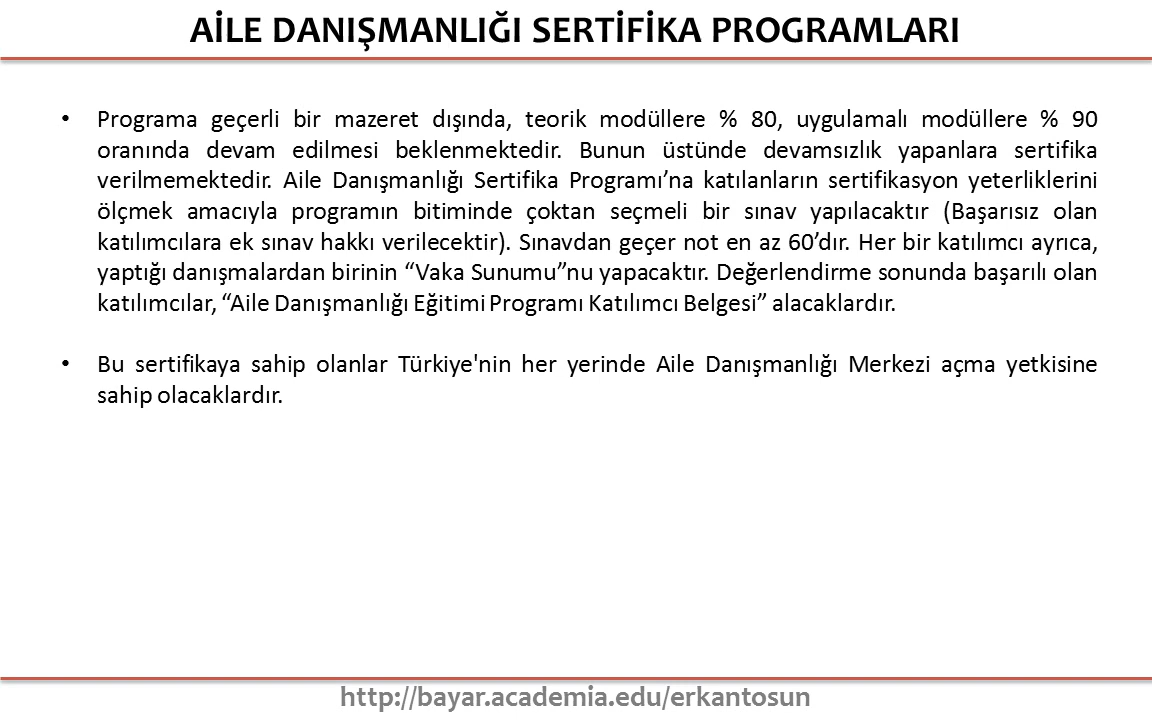 AİLE DANIŞMANLIĞI SERTİFİKA PROGRAMLARI
• Programa geçerli bir mazeret dışında, teorik modüllere % 80, uygulamalı modüllere % 90
oranında devam edilmesi beklenmektedir. Bunun üstünde devamsızlık yapanlara sertifika
verilmemektedir. Aile Danışmanlığı Sertifika Programı’na katılanların sertifikasyon yeterliklerini
ölçmek amacıyla programın bitiminde çoktan seçmeli bir sınav yapılacaktır (Başarısız olan
katılımcılara ek sınav hakkı verilecektir). Sınavdan geçer not en az 60’dır. Her bir katılımcı ayrıca,
yaptığı danışmalardan birinin “Vaka Sunumu”nu yapacaktır. Değerlendirme sonunda başarılı olan
katılımcılar, “Aile Danışmanlığı Eğitimi Programı Katılımcı Belgesi” alacaklardır.
• Bu sertifikaya sahip olanlar Türkiye'nin her yerinde Aile Danışmanlığı Merkezi açma yetkisine
sahip olacaklardır.
http://bayar.academia.edu/erkantosun